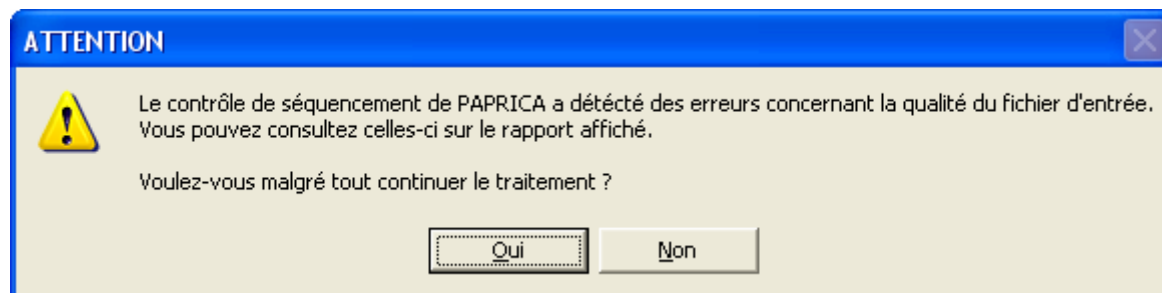 ATTENTION
Le contrôle de séquencement de PAPRICA a détécté des erreurs concernant la qualité du fichier d'entrée.
Vous pouvez consultez celles-ci sur le rapport affiché.
Voulez-vous malgré tout continuer le traitement ?
Oui
Non